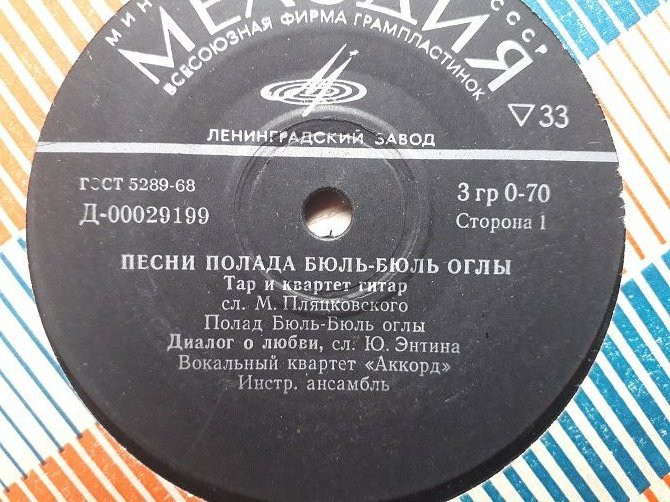 МИН
СССР
МЕЛОДИЯ
ВСЕСОЮЗНАЯ ФИРМА ГРАМПЛАСТИНОК
ЛЕНИНГРАДСКИЙ ЗАВОД
▽33
ГОСТ 5289-68
Д-00029199
3 гр 0-70
Сторона 1
ПЕСНИ ПОЛАДА БЮЛЬ-БЮЛЬ ОГЛЫ
Тар и квартет гитар
сл. М. Пляцковского
Полад Бюль-Бюль оглы
Диалог о любви, сл. Ю. Энтина
Вокальный квартет «Аккорд»
Инстр. ансамбль